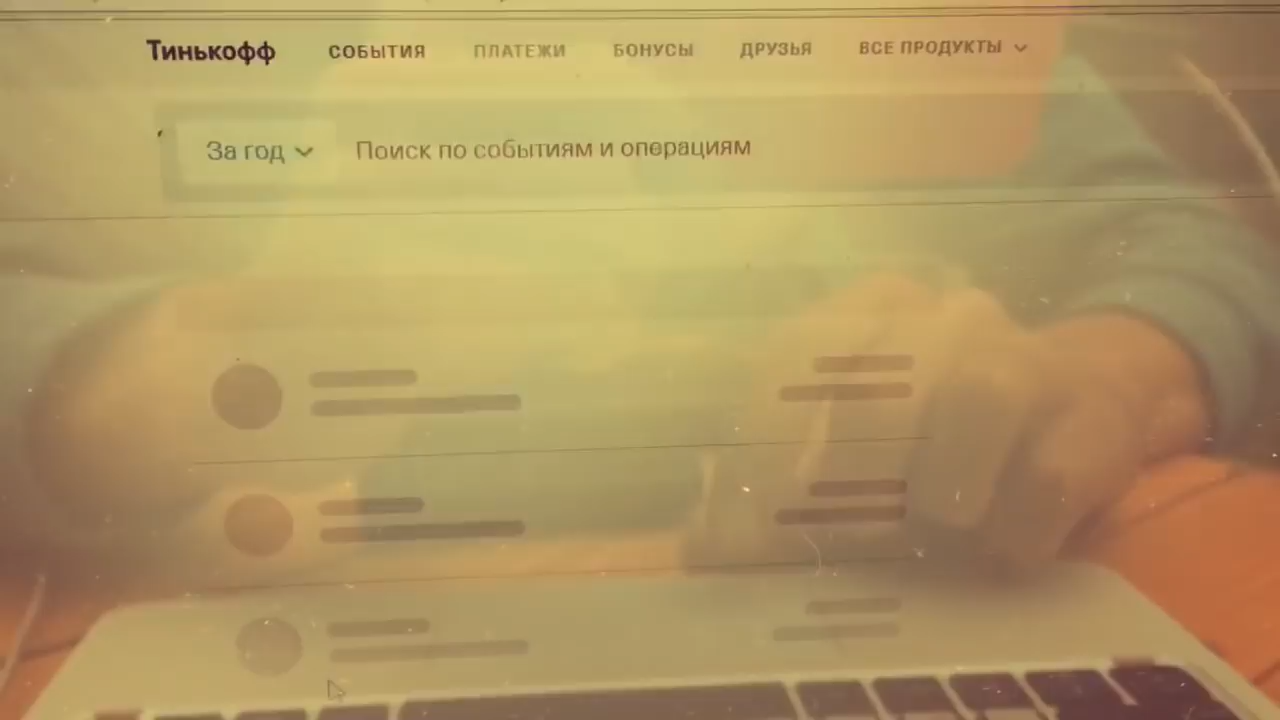 Тинькофф СОБЫТИЯ ПЛАТЕЖИ БОНУСЫ ДРУЗЬЯ ВСЕ ПРОДУКТЫ
За год Поиск по событиям и операциям